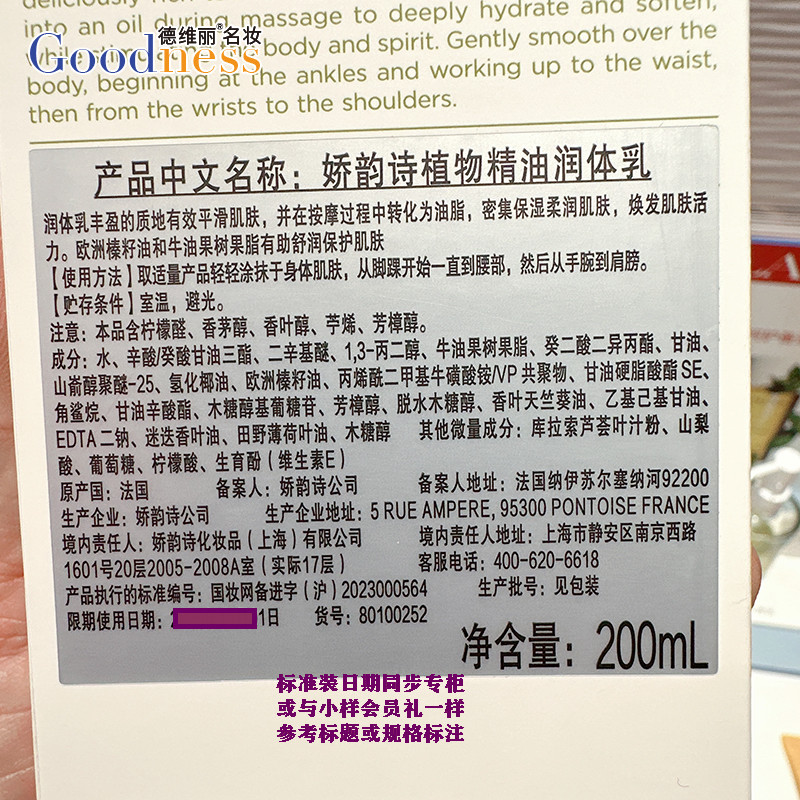 deliciously rich
into an oil during massage to deeply hydrate and soften,
德维丽®名妆
Goodness
body and spirit. Gently smooth over the
body, beginning at the ankles and working up to the waist,
then from the wrists to the shoulders.
产品中文名称：娇韵诗植物精油润体乳
润体乳丰盈的质地有效平滑肌肤，并在按摩过程中转化为油脂，密集保湿柔润肌肤，焕发肌肤活
力。欧洲榛籽油和牛油果树果脂有助舒润保护肌肤
【使用方法】取适量产品轻轻涂抹于身体肌肤，从脚踝开始一直到腰部，然后从手腕到肩膀。
【贮存条件】室温，避光。
注意：本品含柠檬醛、香茅醇、香叶醇、苧烯、芳樟醇。
成分：水、辛酸/癸酸甘油三酯、二辛基醚、1,3-丙二醇、牛油果树果脂、癸二酸二异丙酯、甘油、
山嵛醇聚醚-25、氢化椰油、欧洲榛籽油、丙烯酰二甲基牛磺酸铵/VP 共聚物、甘油硬脂酸酯 SE、
角鲨烷、甘油辛酸酯、木糖醇基葡糖苷、芳樟醇、脱水木糖醇、香叶天竺葵油、乙基己基甘油、
EDTA 二钠、迷迭香叶油、田野薄荷叶油、木糖醇 其他微量成分：库拉索芦荟叶汁粉、山梨
酸、葡萄糖、柠檬酸、生育酚（维生素E）
原产国：法国 备案人：娇韵诗公司 备案人地址：法国纳伊苏尔塞纳河92200
生产企业：娇韵诗公司 生产企业地址：5 RUE AMPERE, 95300 PONTOISE FRANCE
境内责任人：娇韵诗化妆品（上海）有限公司 境内责任人地址：上海市静安区南京西路
1601号20层2005-2008A室（实际17层） 客服电话：400-620-6618
产品执行的标准编号：国妆网备进字（沪）2023000564 生产批号：见包装
限期使用日期：1日 货号：80100252
净含量：200mL
标准装日期同步专柜
或与小样会员礼一样
参考标题或规格标注